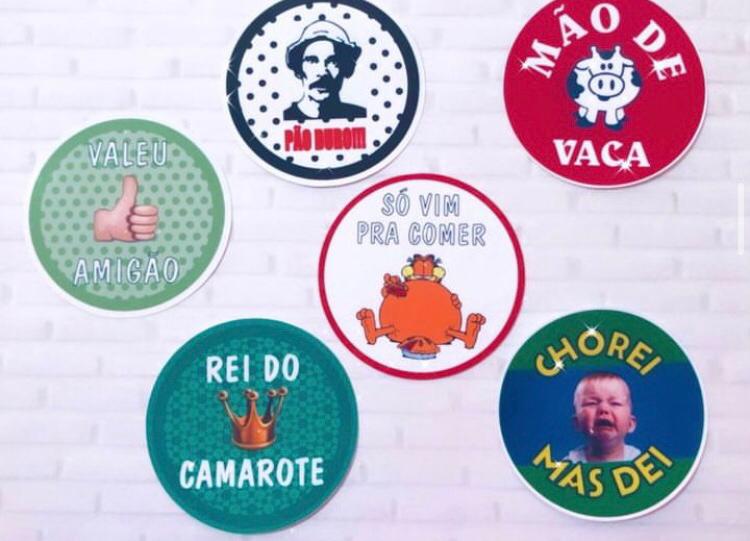 PÃO DURO!!!
MÃO DE
VACA
VALEU
AMIGÃO
SÓ VIM
PRA COMER
REI DO
CAMAROTE
CHOREI
MAS DEI